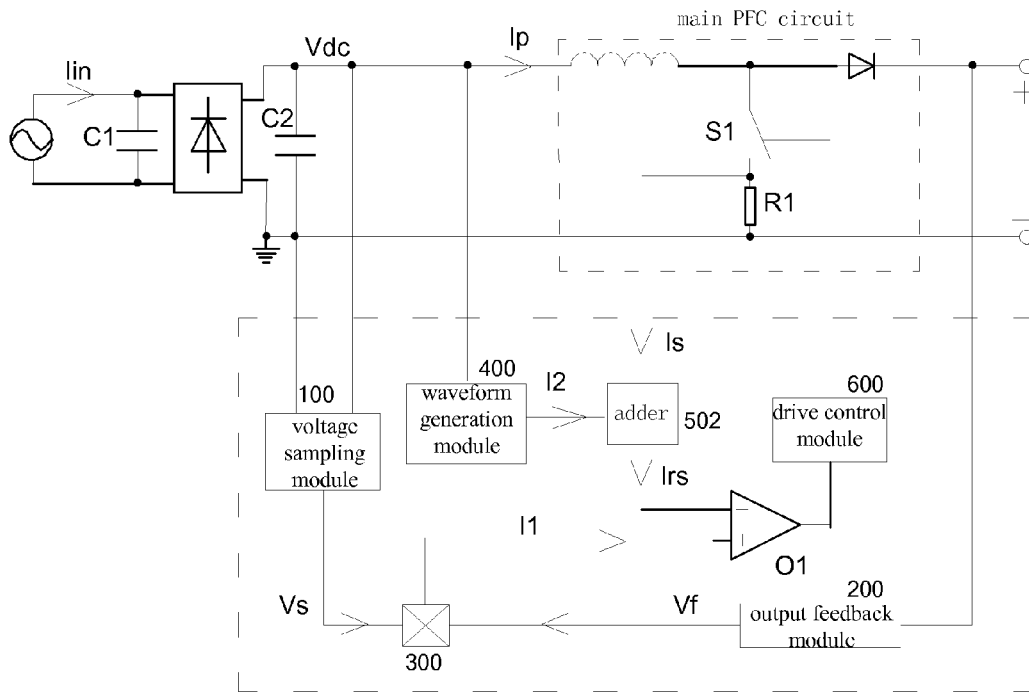 main PFC circuit
Vdc
Ip
Iin
C1
C2
S1
R1
+
−
Is
400
I2
600
100
waveform
generation
module
adder
502
drive control
module
voltage
sampling
module
Irs
I1
O1
200
Vs
Vf
output feedback
module
300